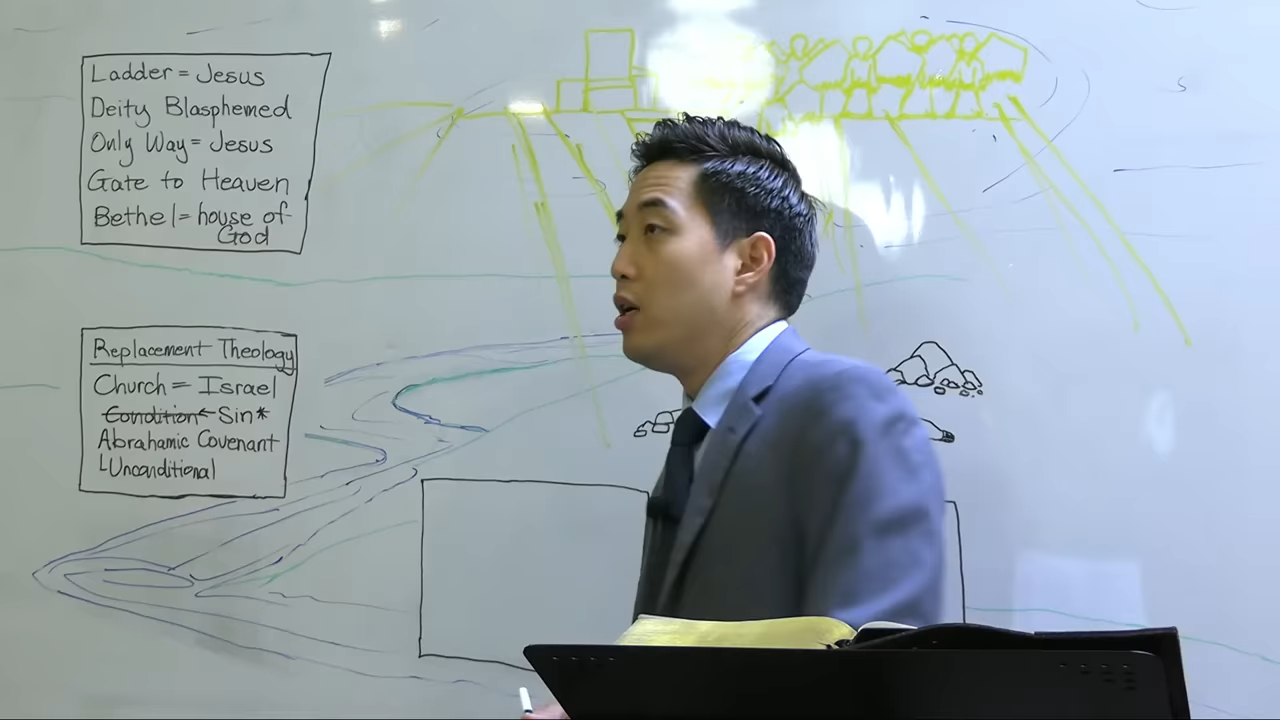 Ladder = Jesus
Deity Blasphemed
Only Way = Jesus
Gate to Heaven
Bethel = house of
God
Replacement Theology
Church = Israel
Condition ← Sin*
Abrahamic Covenant
└Unconditional